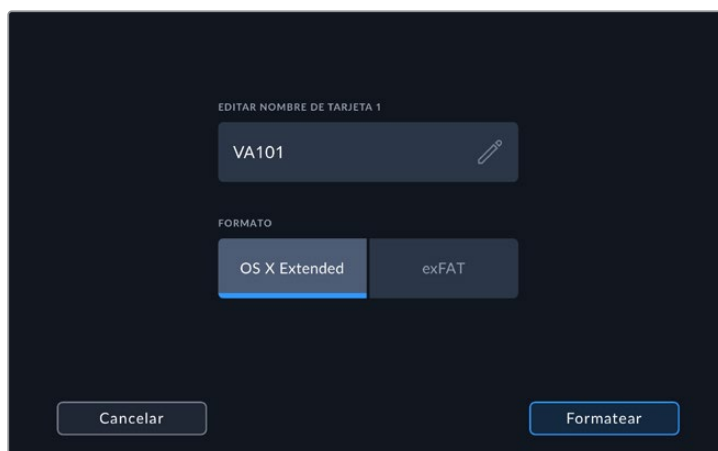 EDITAR NOMBRE DE TARJETA 1
VA101
FORMATO
OS X Extended
exFAT
Cancelar
Formatear